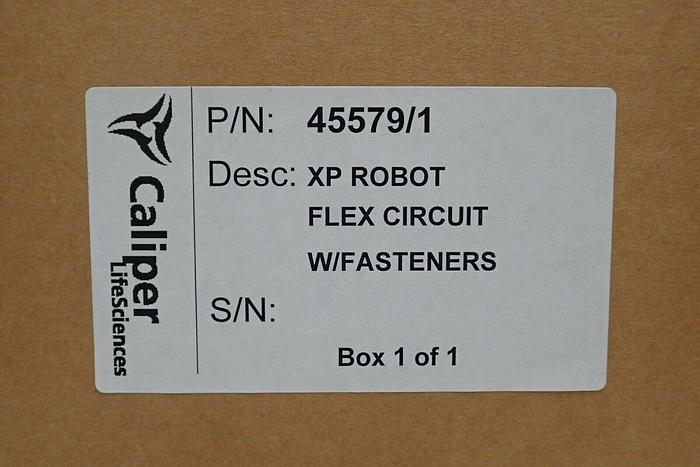 Caliper
LifeSciences
P/N: 45579/1
Desc: XP ROBOT
FLEX CIRCUIT
W/FASTENERS
S/N:
Box 1 of 1